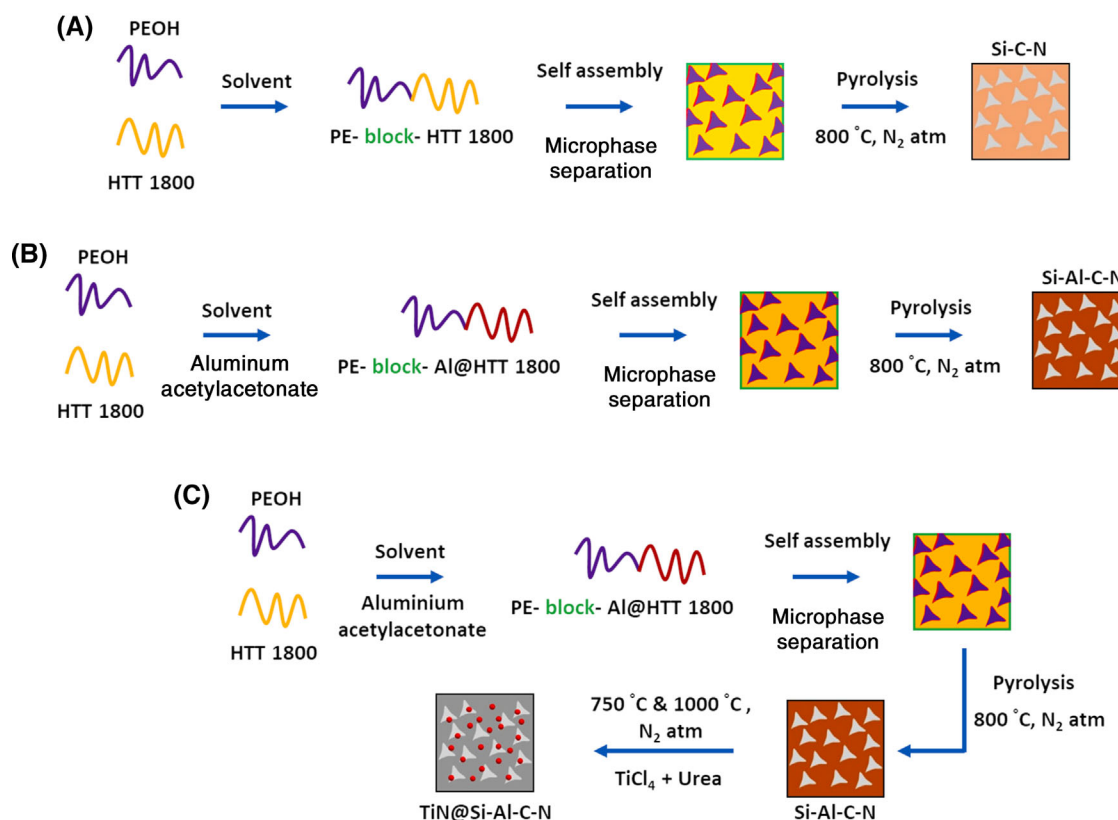 (A)
PEOH
HTT 1800
Solvent
PE- block- HTT 1800
Self assembly
Microphase
separation
Pyrolysis
800 °C, N₂ atm
Si-C-N
(B)
PEOH
HTT 1800
Solvent
Aluminum
acetylacetonate
PE- block- Al@HTT 1800
Self assembly
Microphase
separation
Pyrolysis
800 °C, N₂ atm
Si-Al-C-N
(C)
PEOH
HTT 1800
Solvent
Aluminium
acetylacetonate
PE- block- Al@HTT 1800
Self assembly
Microphase
separation
Pyrolysis
800 °C, N₂ atm
Si-Al-C-N
750 °C & 1000 °C ,
N₂ atm
TiCl₄ + Urea
TiN@Si-Al-C-N